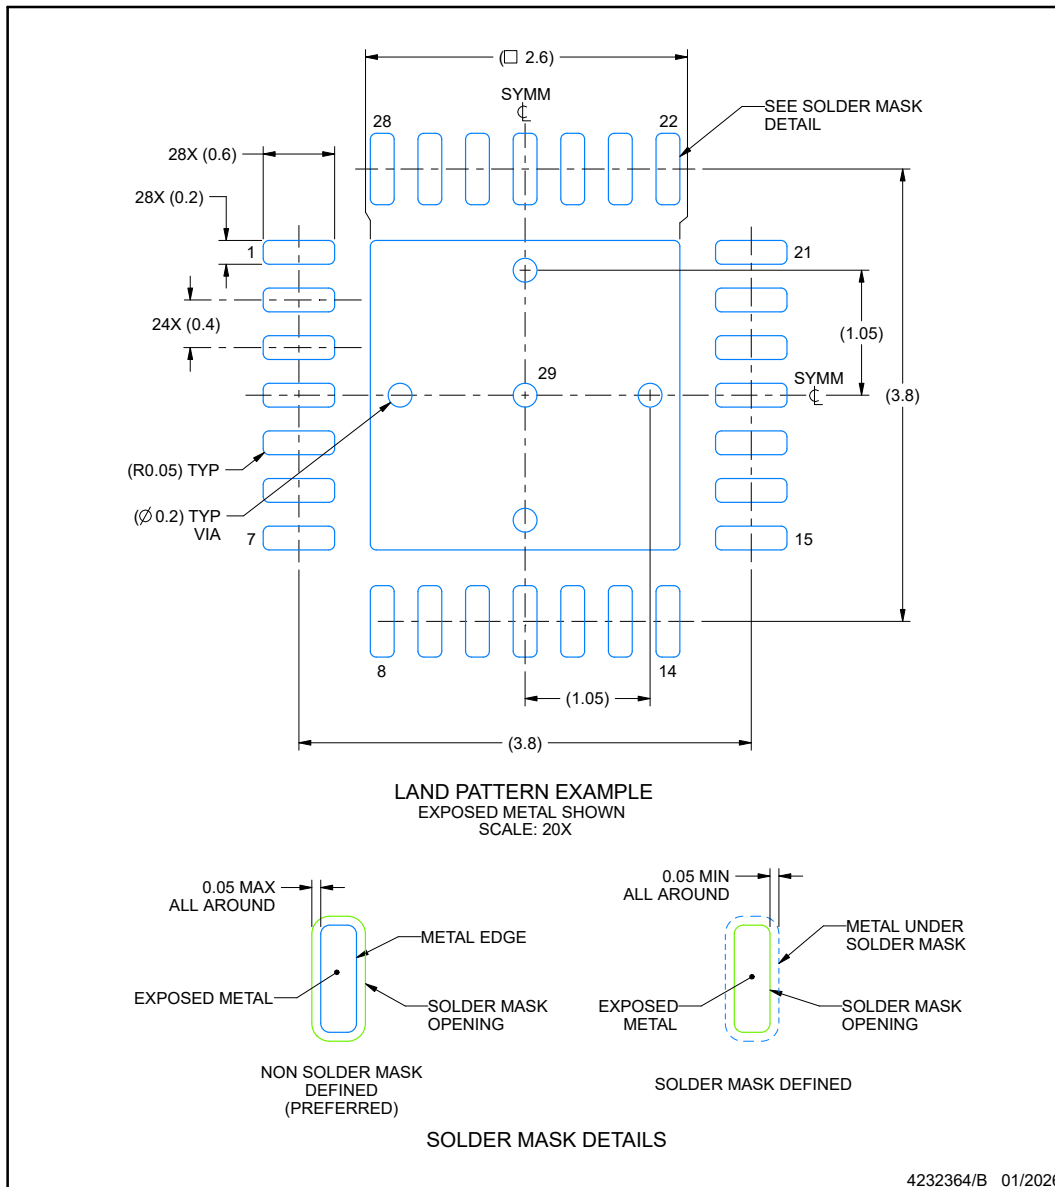 (□ 2.6)
SYMM
℄
28
22
SEE SOLDER MASK
DETAIL
28X (0.6)
28X (0.2)
1
21
24X (0.4)
(1.05)
29
SYMM
℄
(3.8)
(R0.05) TYP
(∅ 0.2) TYP
VIA
7
15
8
14
(1.05)
(3.8)
LAND PATTERN EXAMPLE
EXPOSED METAL SHOWN
SCALE: 20X
0.05 MAX
ALL AROUND
METAL EDGE
EXPOSED METAL
SOLDER MASK
OPENING
NON SOLDER MASK
DEFINED
(PREFERRED)
0.05 MIN
ALL AROUND
METAL UNDER
SOLDER MASK
EXPOSED
METAL
SOLDER MASK
OPENING
SOLDER MASK DEFINED
SOLDER MASK DETAILS
4232364/B 01/2026